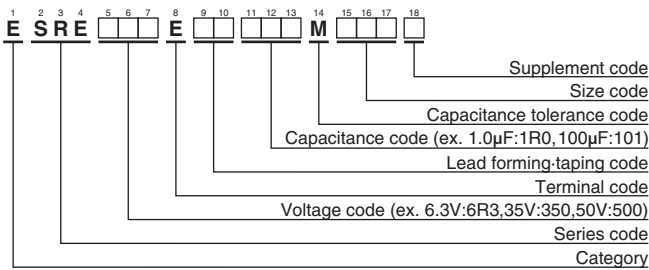 1 2 3 4 5 6 7 8 9 10 11 12 13 14 15 16 17 18
E SRE E M
Supplement code
Size code
Capacitance tolerance code
Capacitance code (ex. 1.0µF:1R0,100µF:101)
Lead forming·taping code
Terminal code
Voltage code (ex. 6.3V:6R3,35V:350,50V:500)
Series code
Category